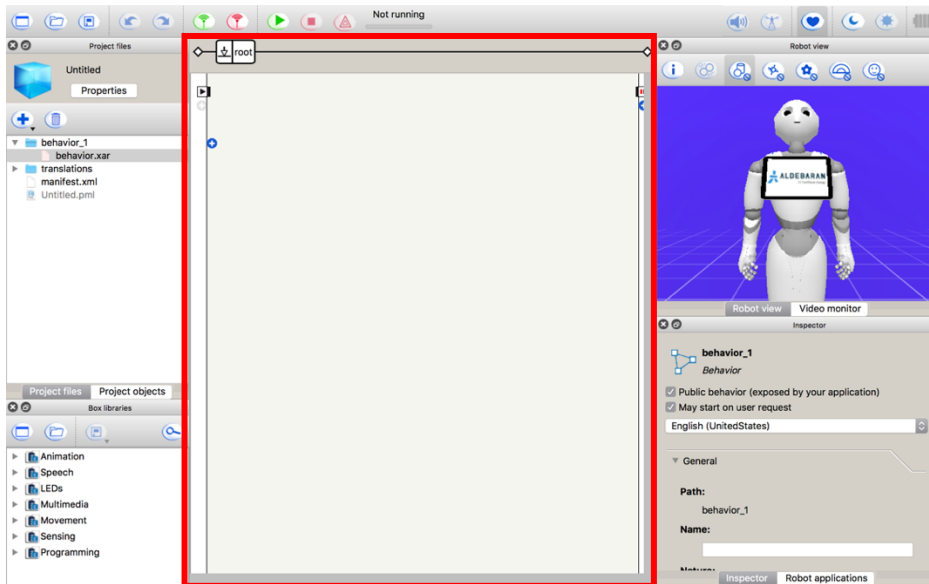 Not running
Project files
Untitled
Properties
behavior_1
behavior.xar
translations
manifest.xml
Untitled.pml
Project files
Project objects
Box libraries
Animation
Speech
LEDs
Multimedia
Movement
Sensing
Programming
root
Robot view
ALDEBARAN
Robot view
Video monitor
Inspector
behavior_1
Behavior
Public behavior (exposed by your application)
May start on user request
English (UnitedStates)
General
Path:
behavior_1
Name:
Inspector
Robot applications